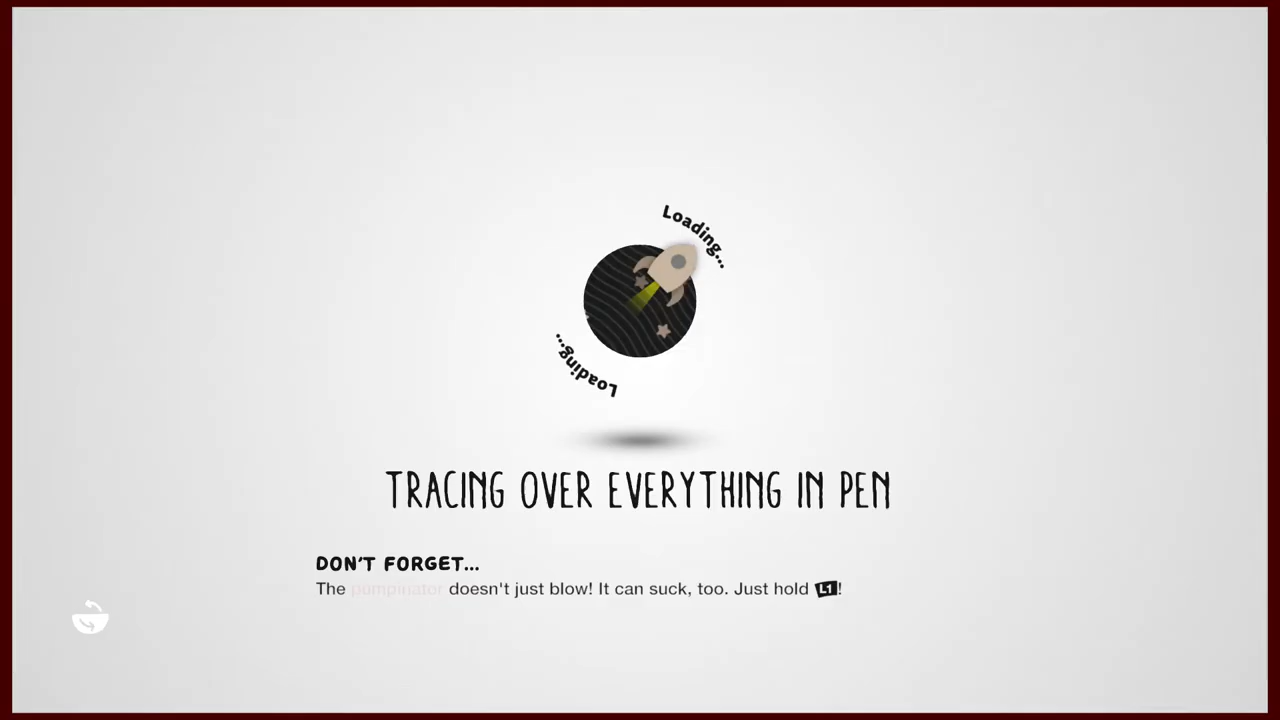 Loading...
Loading...
TRACING OVER EVERYTHING IN PEN
DON'T FORGET...
The pumpinator doesn't just blow! It can suck, too. Just hold L1!